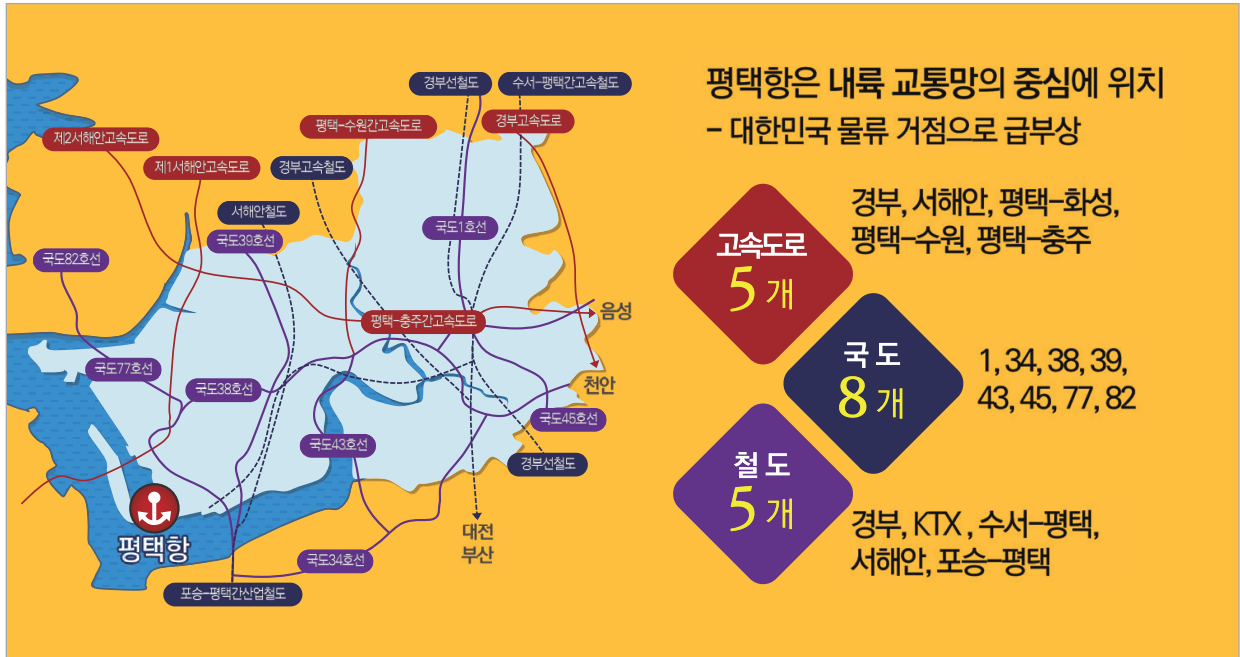 경부선철도
수서-평택간고속철도
제2서해안고속도로
평택-수원간고속도로
경부고속도로
제1서해안고속도로
경부고속철도
서해안철도
국도39호선
국도1호선
국도82호선
평택-충주간고속도로
음성
국도77호선
국도38호선
천안
국도45호선
국도43호선
경부선철도
평택항
대전
부산
국도34호선
포승-평택간산업철도
평택항은 내륙 교통망의 중심에 위치
- 대한민국 물류 거점으로 급부상
고속도로
5 개
경부, 서해안, 평택-화성,
평택-수원, 평택-충주
국 도
8 개
1, 34, 38, 39,
43, 45, 77, 82
철 도
5 개
경부, KTX , 수서-평택,
서해안, 포승-평택